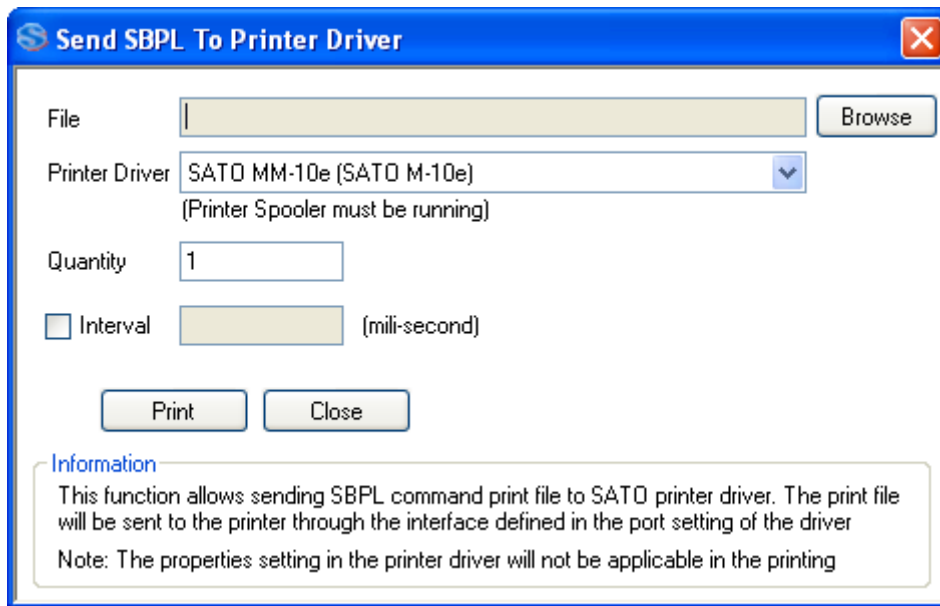 Send SBPL To Printer Driver
File
Browse
Printer Driver SATO MM-10e (SATO M-10e)
(Printer Spooler must be running)
Quantity 1
Interval (mili-second)
Print Close
Information
This function allows sending SBPL command print file to SATO printer driver. The print file
will be sent to the printer through the interface defined in the port setting of the driver
Note: The properties setting in the printer driver will not be applicable in the printing